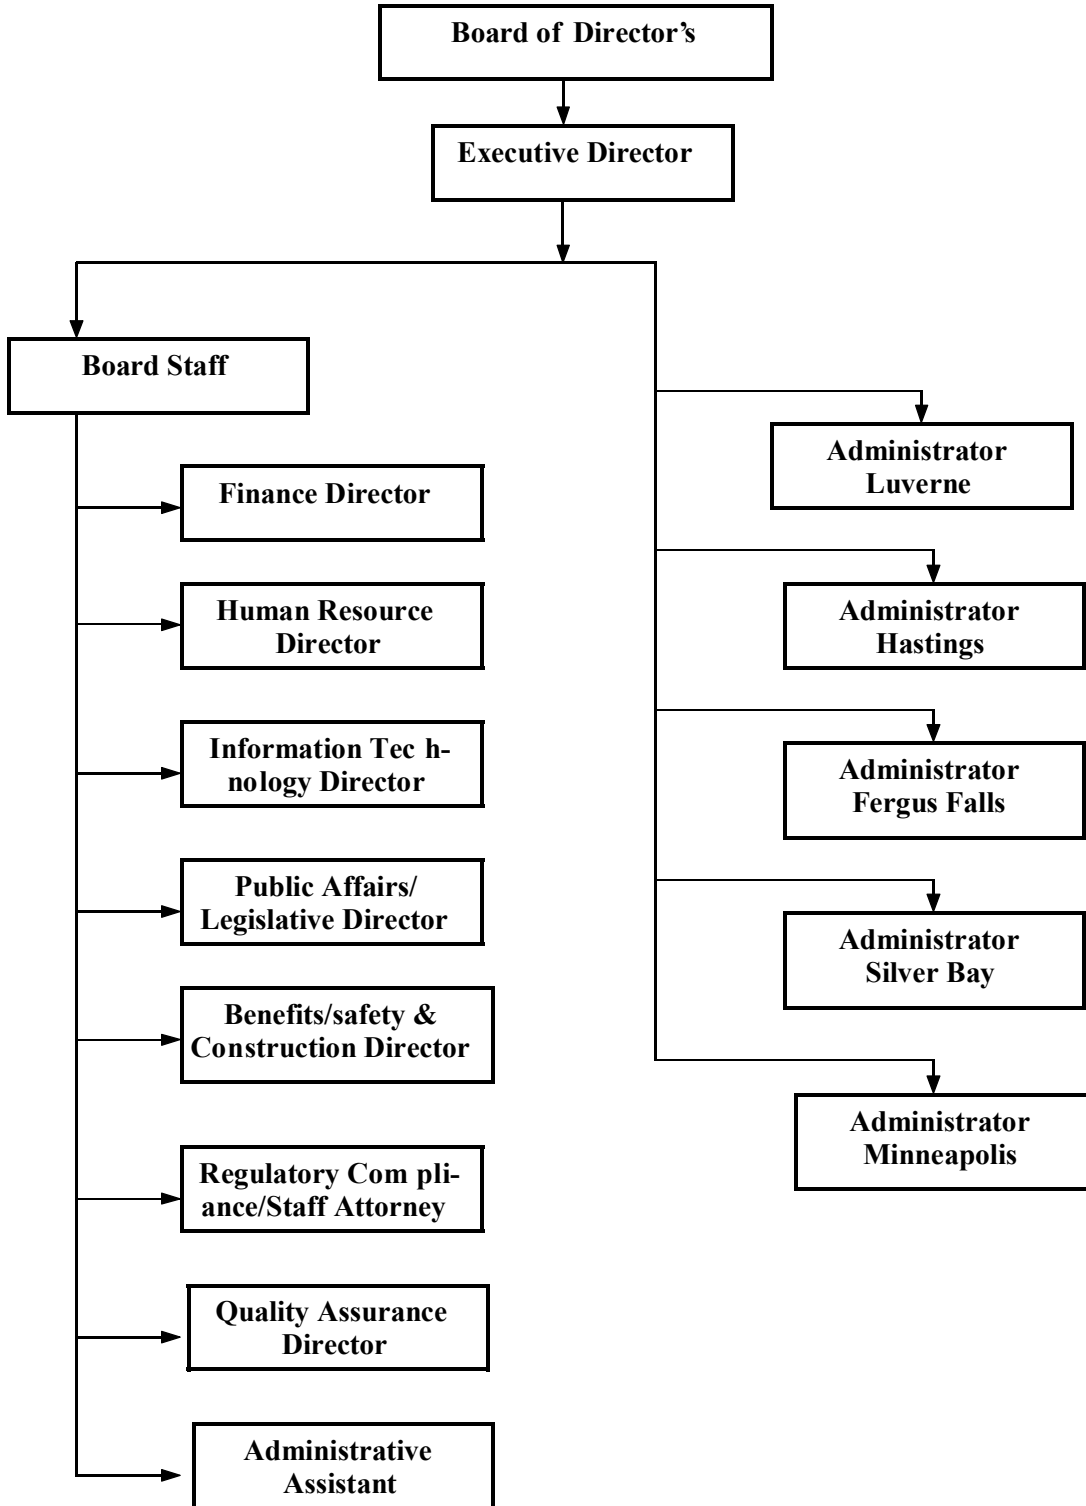 Board of Director’s
Executive Director
Board Staff
Finance Director
Human Resource
Director
Information Tec h-
nology Director
Public Affairs/
Legislative Director
Benefits/safety &
Construction Director
Regulatory Com pli-
ance/Staff Attorney
Quality Assurance
Director
Administrative
Assistant
Administrator
Luverne
Administrator
Hastings
Administrator
Fergus Falls
Administrator
Silver Bay
Administrator
Minneapolis